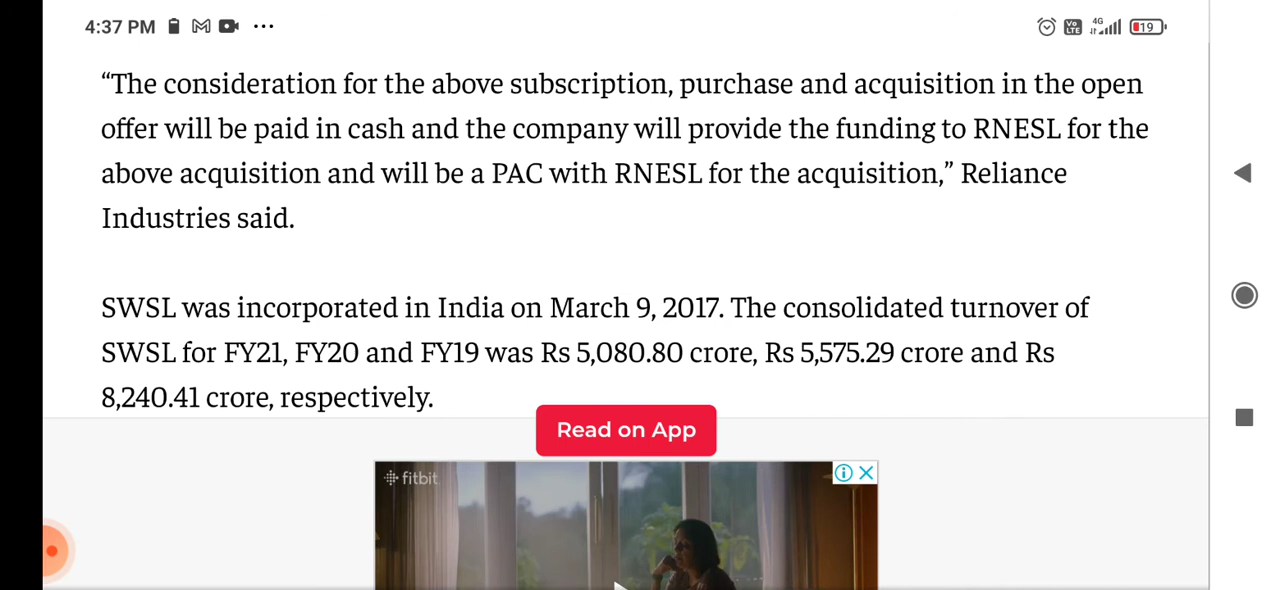 4:37 PM
Vo LTE 4G 19
“The consideration for the above subscription, purchase and acquisition in the open
offer will be paid in cash and the company will provide the funding to RNESL for the
above acquisition and will be a PAC with RNESL for the acquisition,” Reliance
Industries said.
SWSL was incorporated in India on March 9, 2017. The consolidated turnover of
SWSL for FY21, FY20 and FY19 was Rs 5,080.80 crore, Rs 5,575.29 crore and Rs
8,240.41 crore, respectively.
Read on App
fitbit